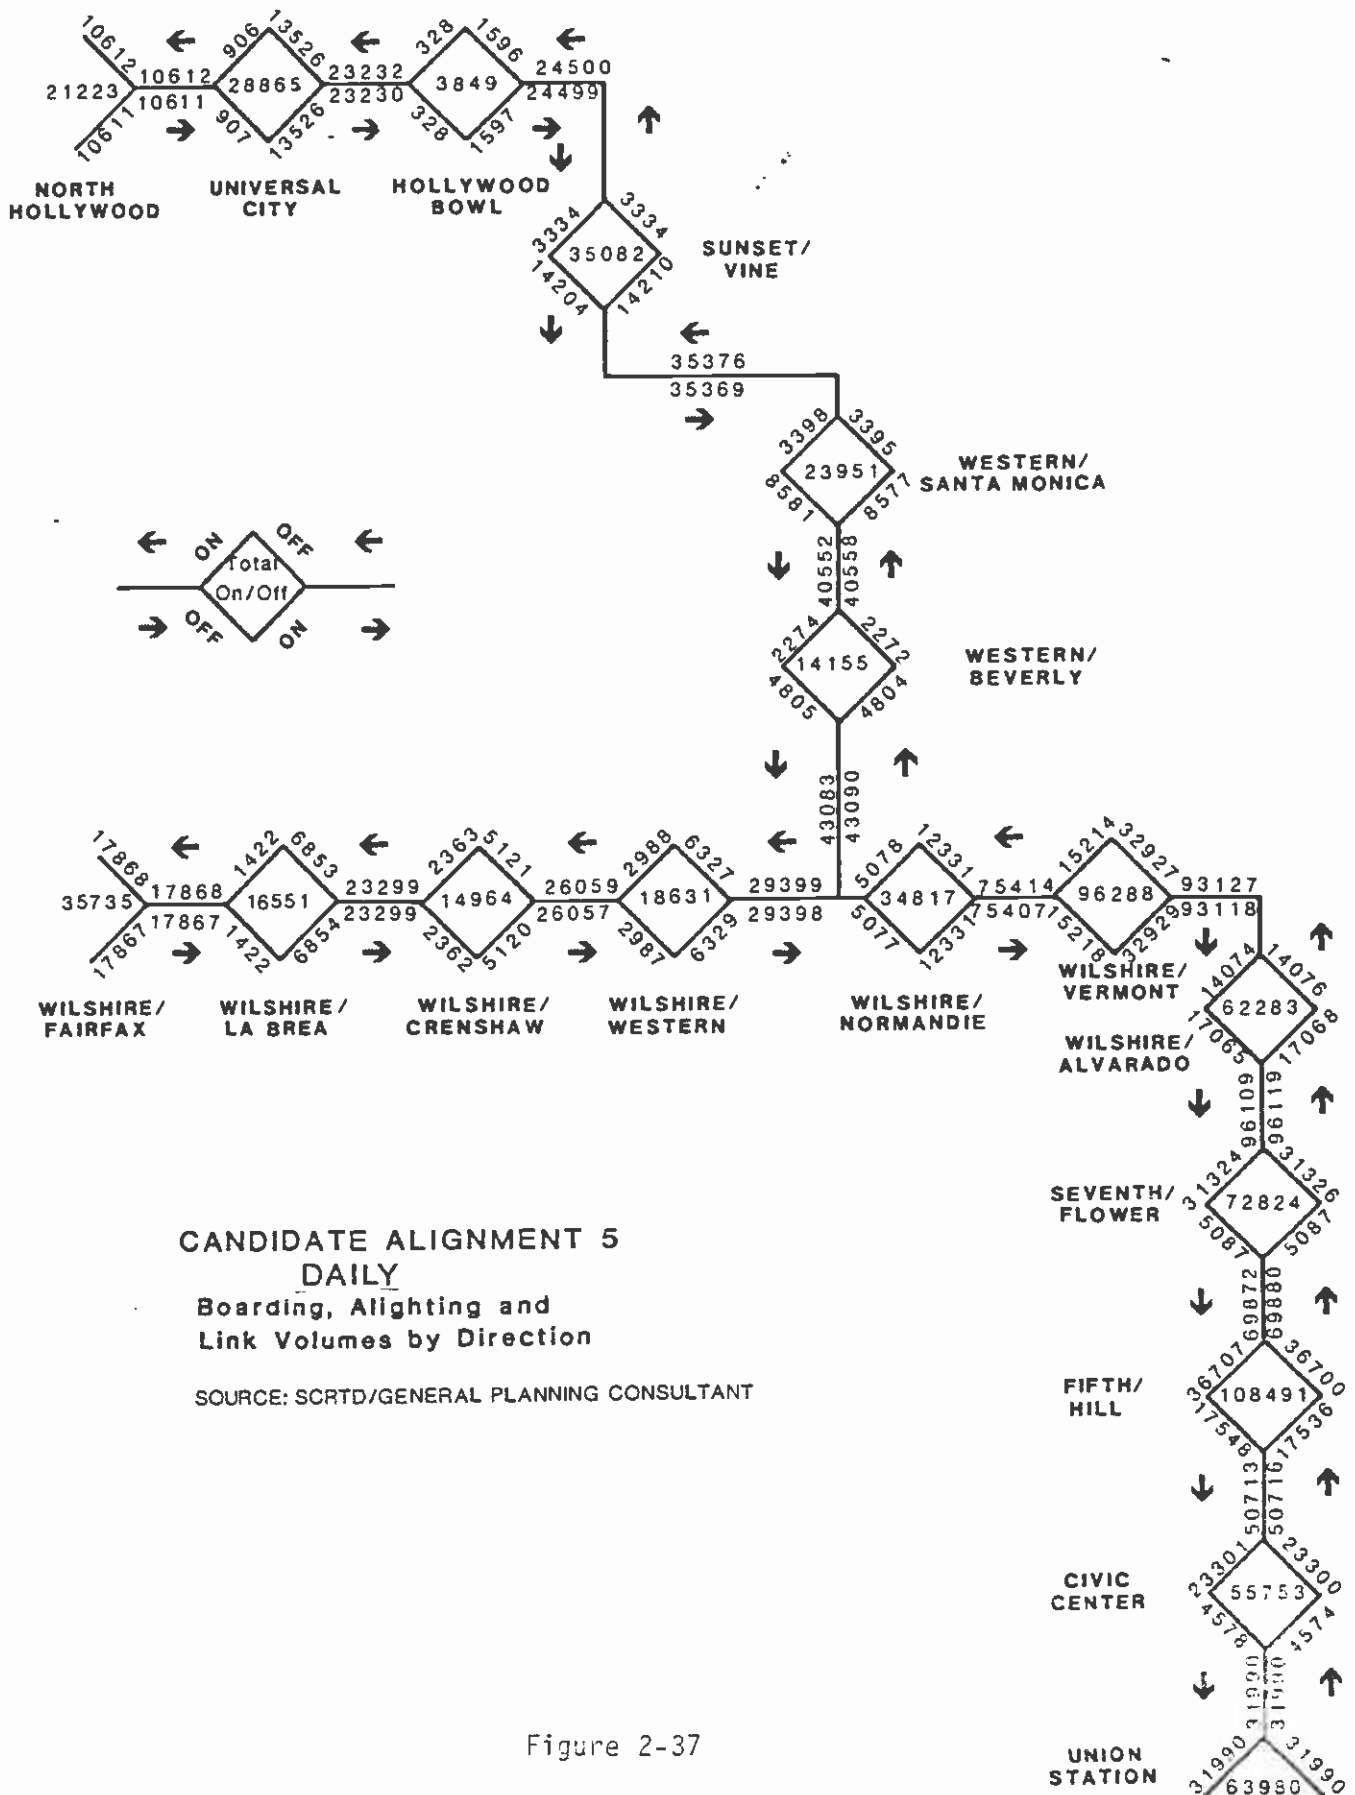 10612
21223
10611
10612
10611
NORTH
HOLLYWOOD
906
13526
28865
907
13526
UNIVERSAL
CITY
23232
23230
328
1596
3849
328
1597
HOLLYWOOD
BOWL
24500
24499
3334
3334
35082
14204
14210
SUNSET/
VINE
35376
35369
3398
3395
23951
8581
8577
WESTERN/
SANTA MONICA
ON
OFF
Total
On/Off
OFF
ON
40552
40558
2274
2272
14155
4805
4804
WESTERN/
BEVERLY
43083
43090
17868
35735
17867
17868
17867
WILSHIRE/
FAIRFAX
1422
6853
16551
1422
6854
WILSHIRE/
LA BREA
23299
23299
2363
5121
14964
2362
5120
WILSHIRE/
CRENSHAW
26059
26057
2988
6327
18631
2987
6329
WILSHIRE/
WESTERN
29399
29398
5078
12331
34817
5077
12331
WILSHIRE/
NORMANDIE
75414
75407
15214
32927
96288
15218
32929
WILSHIRE/
VERMONT
93127
93118
14074
14076
62283
17065
17068
WILSHIRE/
ALVARADO
96109
96119
31324
31326
72824
5087
5087
SEVENTH/
FLOWER
69872
69880
36707
36700
108491
17548
17536
FIFTH/
HILL
50713
50716
23301
23300
55753
4578
4574
CIVIC
CENTER
31990
31990
31990
31990
63980
UNION
STATION
CANDIDATE ALIGNMENT 5
DAILY
Boarding, Alighting and
Link Volumes by Direction
SOURCE: SCRTD/GENERAL PLANNING CONSULTANT
Figure 2-37